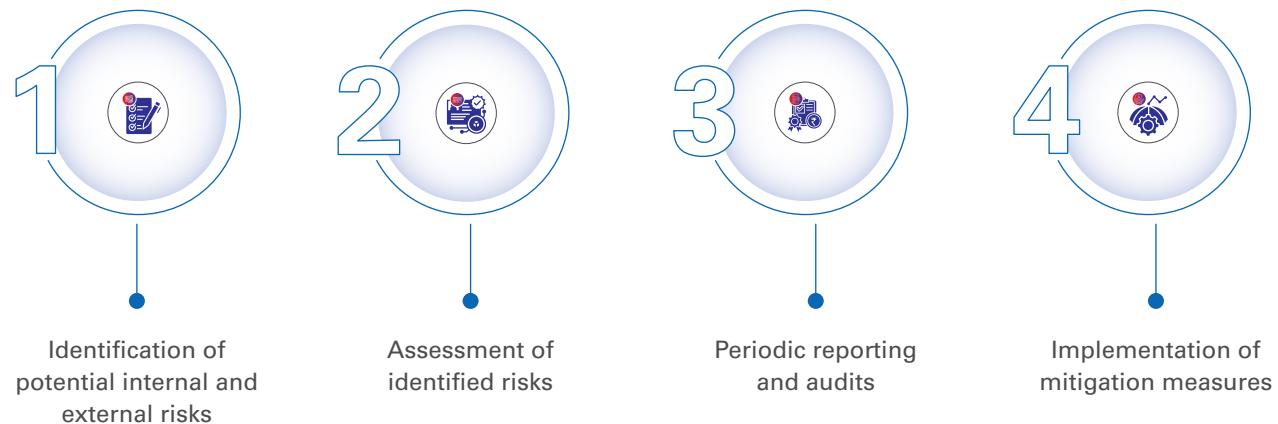 1
Identification of
potential internal and
external risks
2
Assessment of
identified risks
3
Periodic reporting
and audits
4
Implementation of
mitigation measures